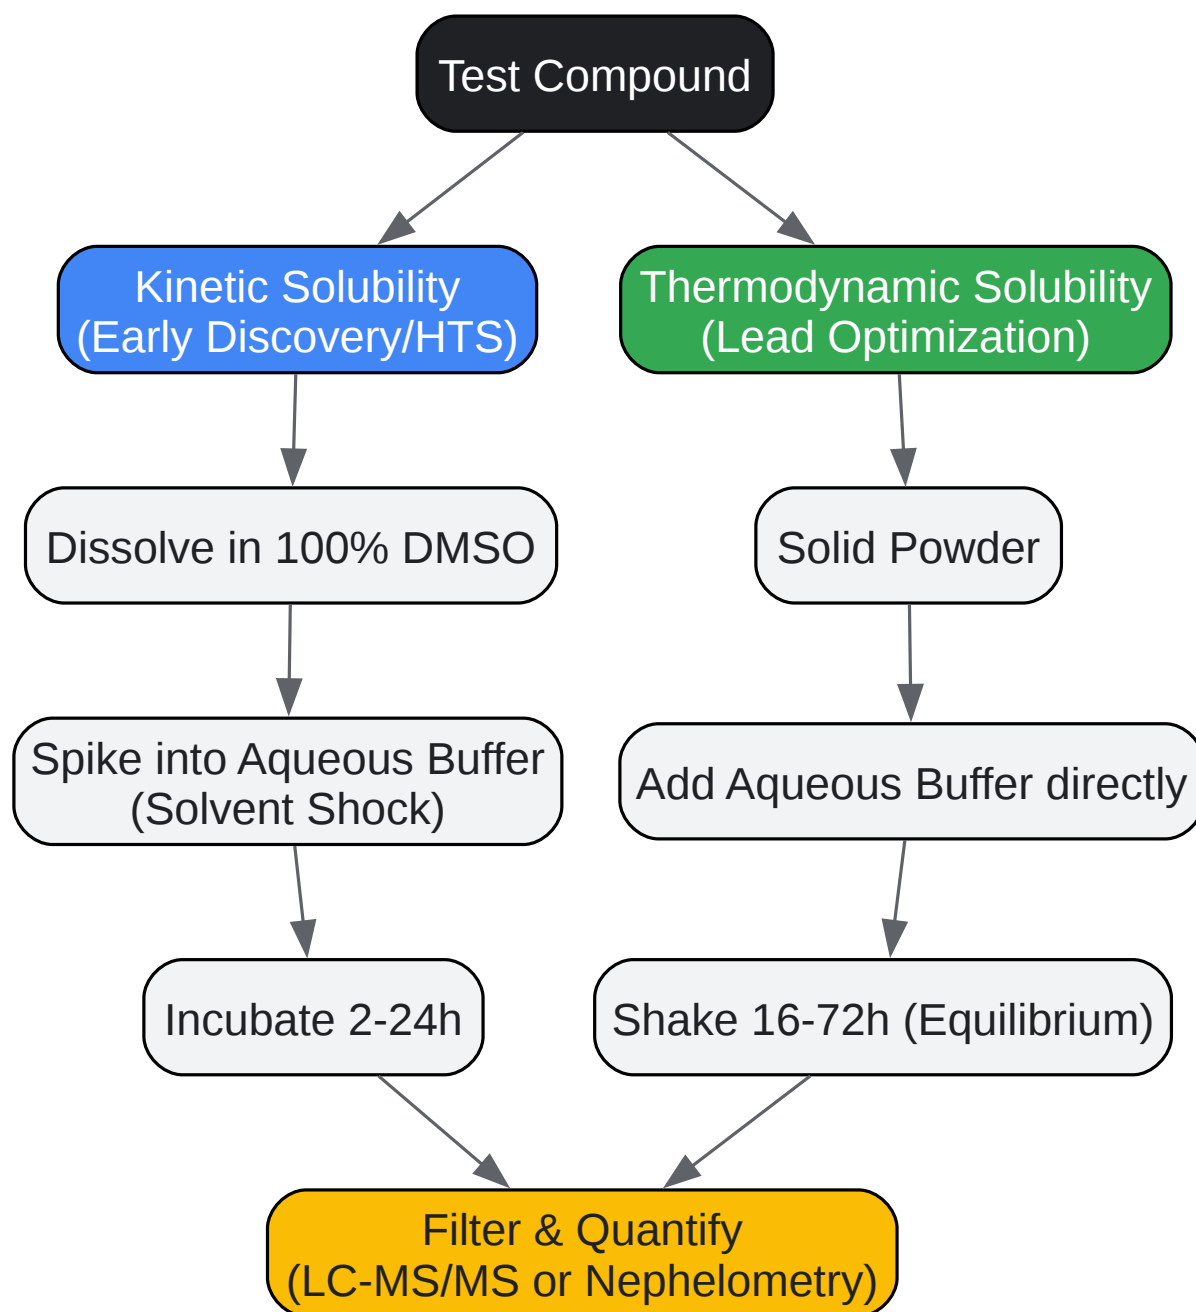 Test Compound
Kinetic Solubility
(Early Discovery/HTS)
Thermodynamic Solubility
(Lead Optimization)
Dissolve in 100% DMSO
Solid Powder
Spike into Aqueous Buffer
(Solvent Shock)
Add Aqueous Buffer directly
Incubate 2-24h
Shake 16-72h (Equilibrium)
Filter & Quantify
(LC-MS/MS or Nephelometry)